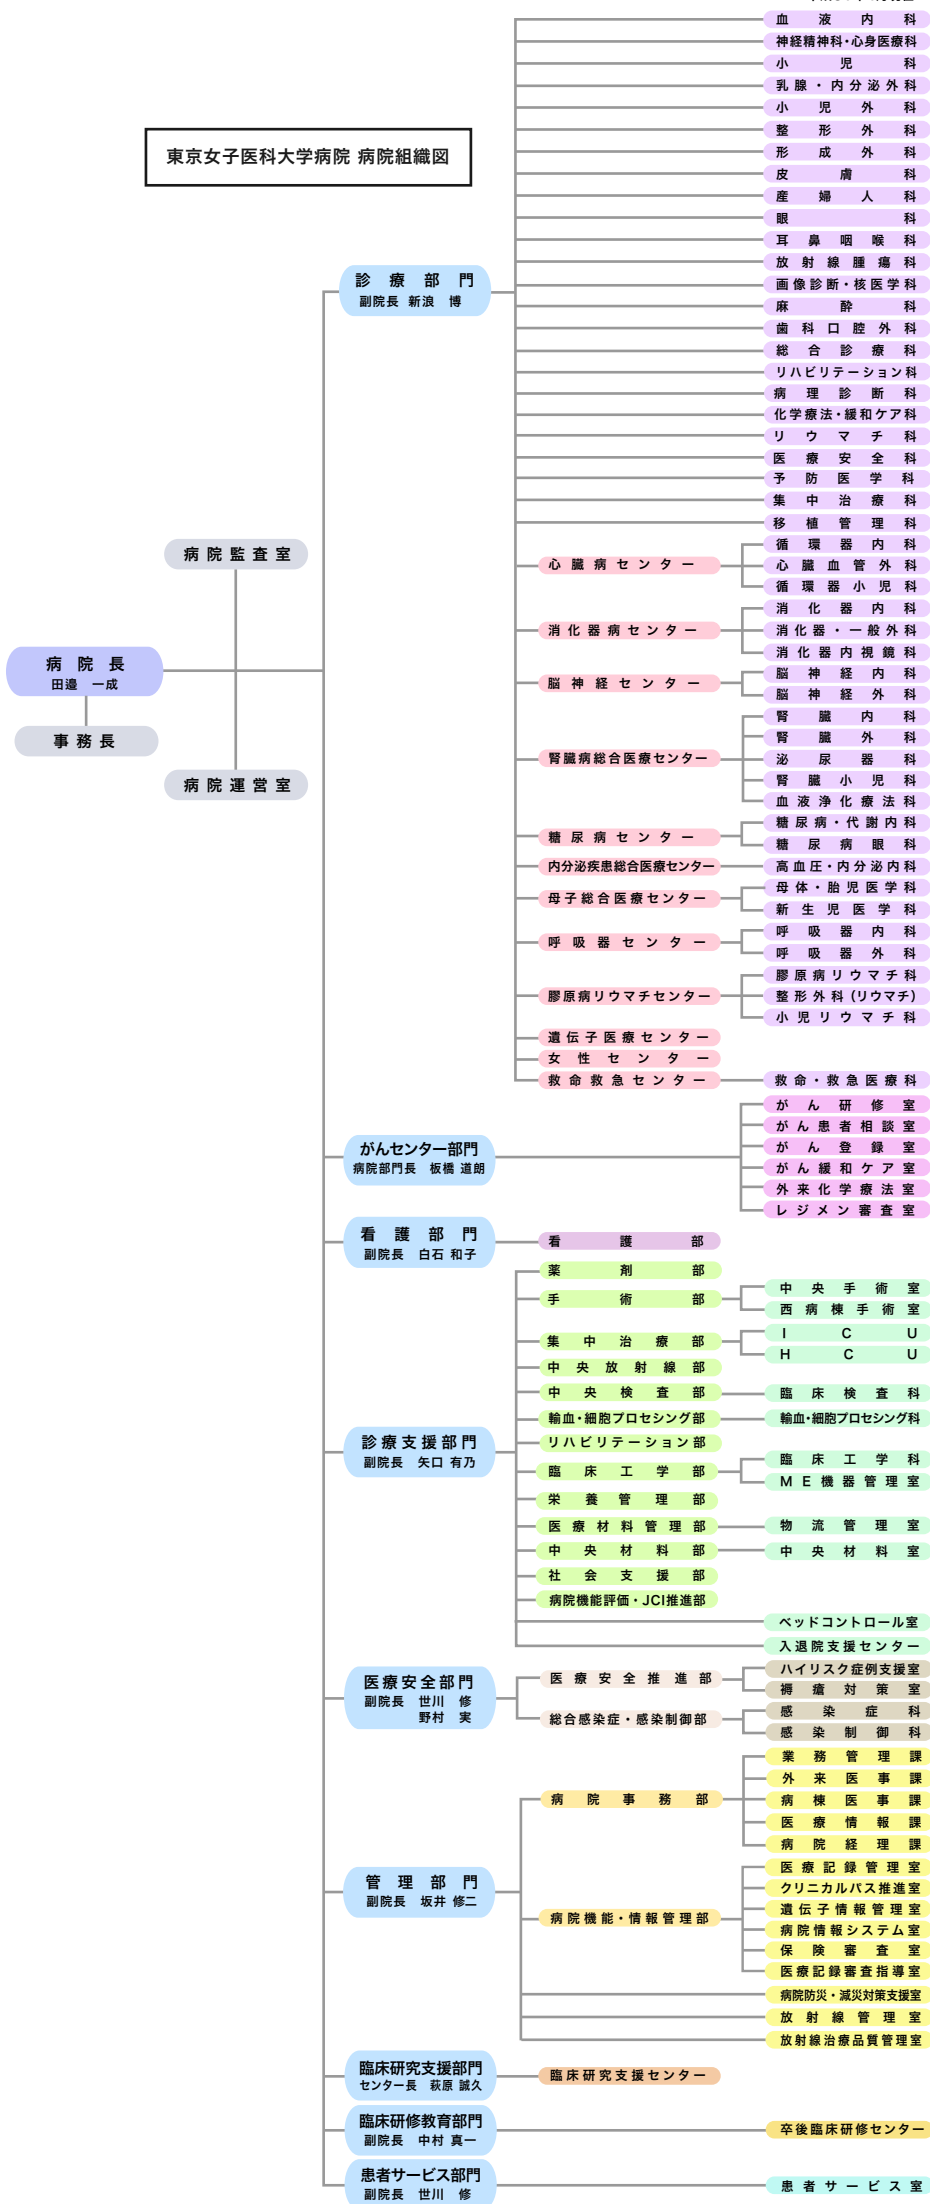 血液内科
神経精神科・心身医療科
小児科
乳腺・内分泌外科
小児外科
整形外科
形成外科
皮膚科
産婦人科
眼科
耳鼻咽喉科
放射線腫瘍科
画像診断・核医学科
麻酔科
歯科口腔外科
総合診療科
リハビリテーション科
病理診断科
化学療法・緩和ケア科
リウマチ科
医療安全科
予防医学科
集中治療科
移植管理科
東京女子医科大学病院 病院組織図
診療部門
副院長 新浪 博
病院監査室
病院長
田邉 一成
事務長
病院運営室
心臓病センター
循環器内科
心臓血管外科
循環器小児科
消化器病センター
消化器内科
消化器・一般外科
消化器内視鏡科
脳神経センター
脳神経内科
脳神経外科
腎臓病総合医療センター
腎臓内科
腎臓外科
泌尿器科
腎臓小児科
血液浄化療法科
糖尿病センター
糖尿病・代謝内科
糖尿病眼科
内分泌疾患総合医療センター
高血圧・内分泌内科
母子総合医療センター
母体・胎児医学科
新生児医学科
呼吸器センター
呼吸器内科
呼吸器外科
膠原病リウマチセンター
膠原病リウマチ科
整形外科(リウマチ)
小児リウマチ科
遺伝子医療センター
女性センター
救命救急センター
救命・救急医療科
がんセンター部門
病院部門長 板橋 道朗
がん研修室
がん患者相談室
がん登録室
がん緩和ケア室
外来化学療法室
レジメン審査室
看護部門
副院長 白石 和子
看護部
診療支援部門
副院長 矢口 有乃
薬剤部
手術部
中央手術室
西病棟手術室
集中治療部
ICU
HCU
中央放射線部
中央検査部
臨床検査科
輸血・細胞プロセシング部
輸血・細胞プロセシング科
リハビリテーション部
臨床工学部
臨床工学科
ME機器管理室
栄養管理部
医療材料管理部
物流管理室
中央材料部
中央材料室
社会支援部
病院機能評価・JCI推進部
ベッドコントロール室
入退院支援センター
医療安全部門
副院長 世川 修
野村 実
医療安全推進部
ハイリスク症例支援室
褥瘡対策室
総合感染症・感染制御部
感染症科
感染制御科
管理部門
副院長 坂井 修二
病院事務部
業務管理課
外来医事課
病棟医事課
医療情報課
病院経理課
病院機能・情報管理部
医療記録管理室
クリニカルパス推進室
遺伝子情報管理室
病院情報システム室
保険審査室
医療記録審査指導室
病院防災・減災対策支援室
放射線管理室
放射線治療品質管理室
臨床研究支援部門
センター長 萩原 誠久
臨床研究支援センター
臨床研修教育部門
副院長 中村 真一
卒後臨床研修センター
患者サービス部門
副院長 世川 修
患者サービス室